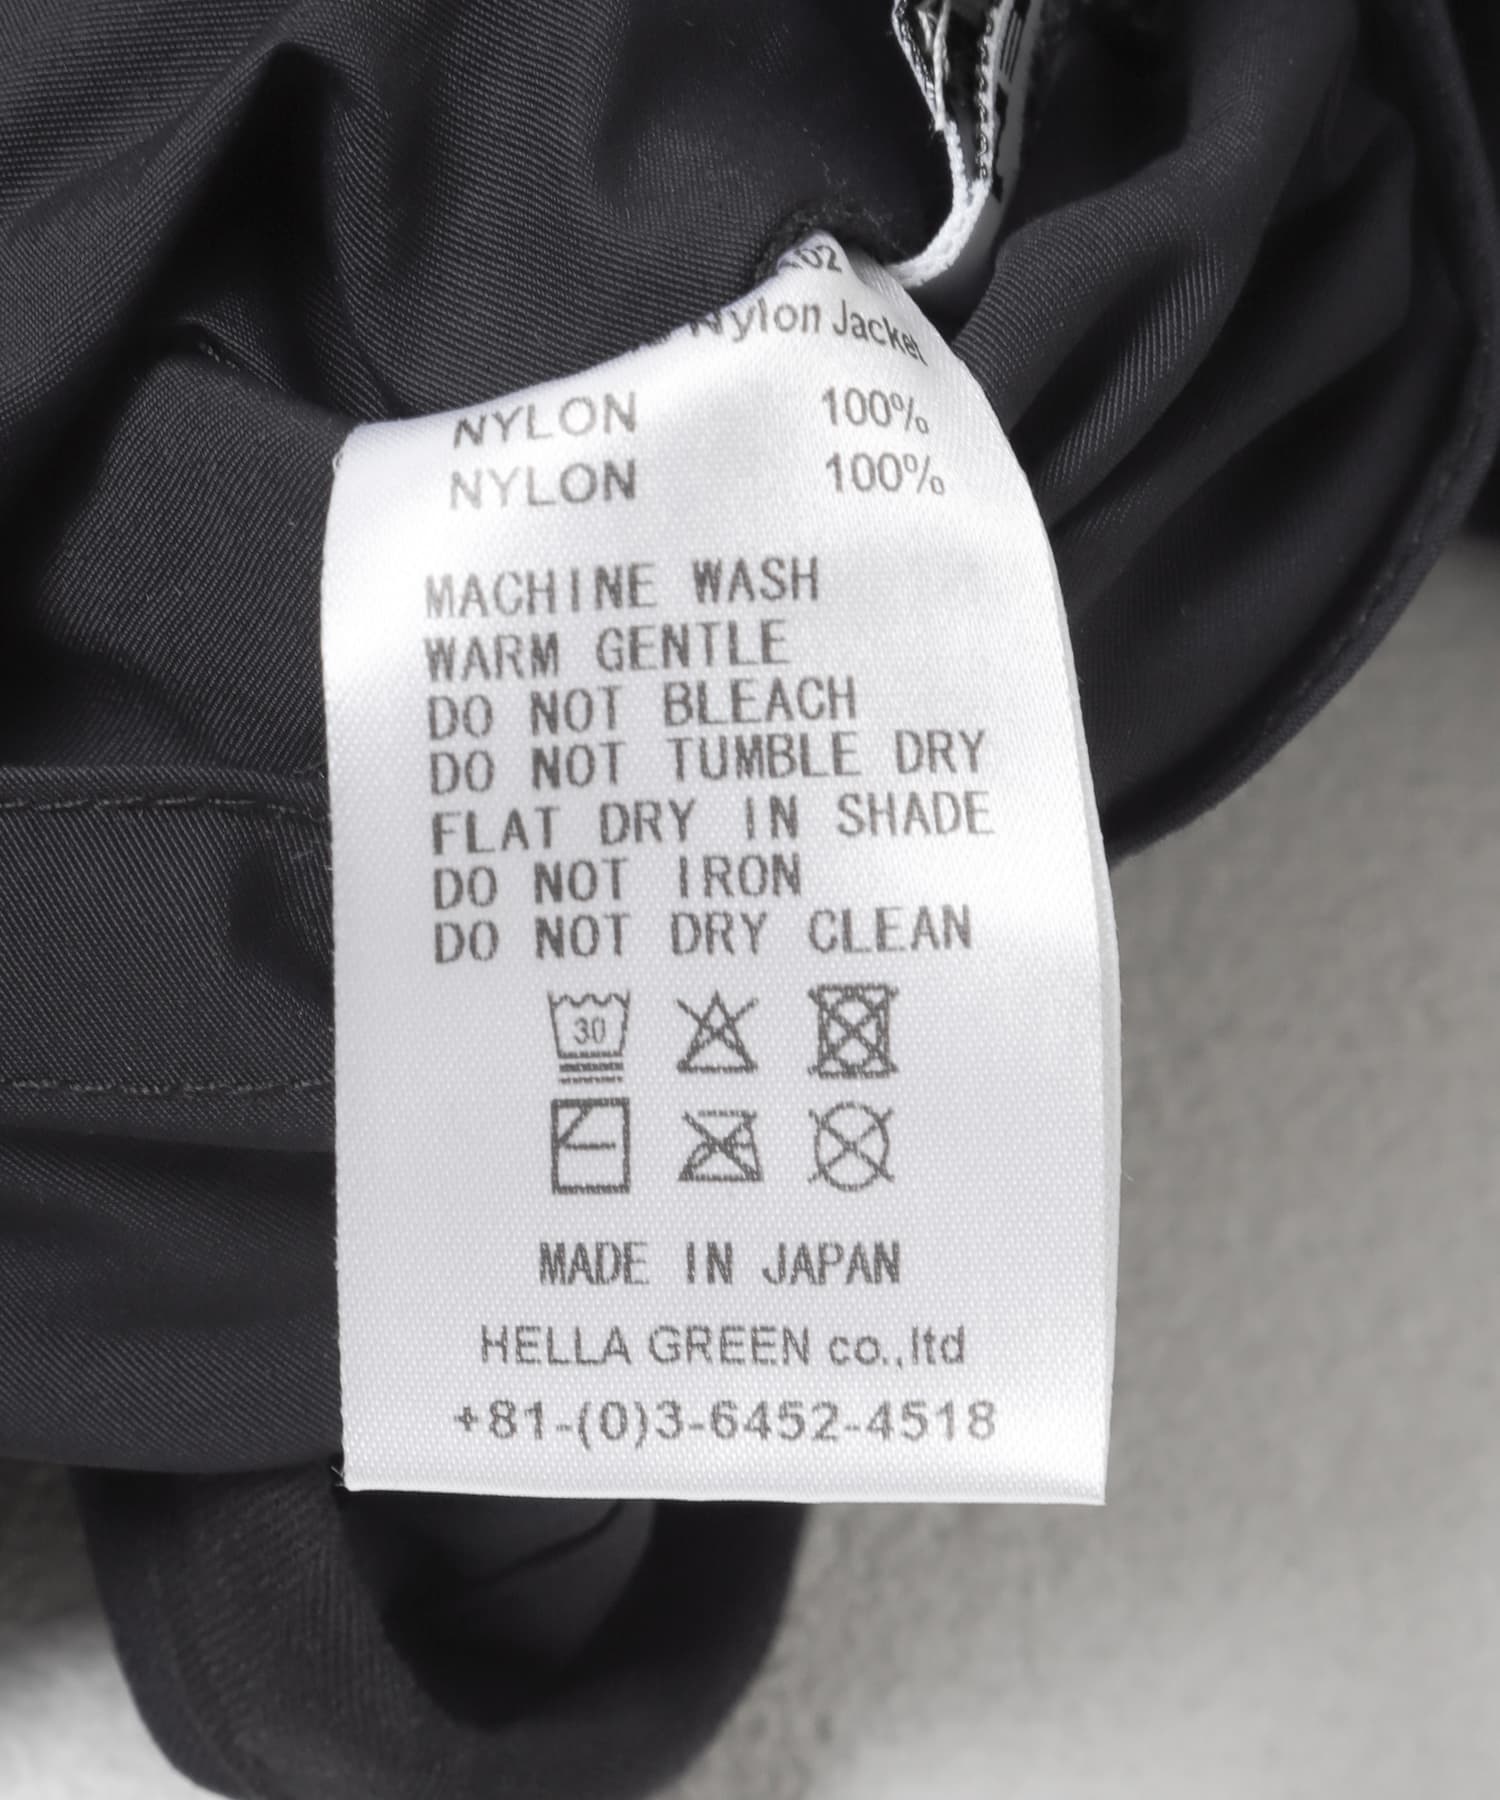 Nylon Jacket
NYLON 100%
NYLON 100%
MACHINE WASH
WARM GENTLE
DO NOT BLEACH
DO NOT TUMBLE DRY
FLAT DRY IN SHADE
DO NOT IRON
DO NOT DRY CLEAN
30
MADE IN JAPAN
HELLA GREEN co.,ltd
+81-(0)3-6452-4518